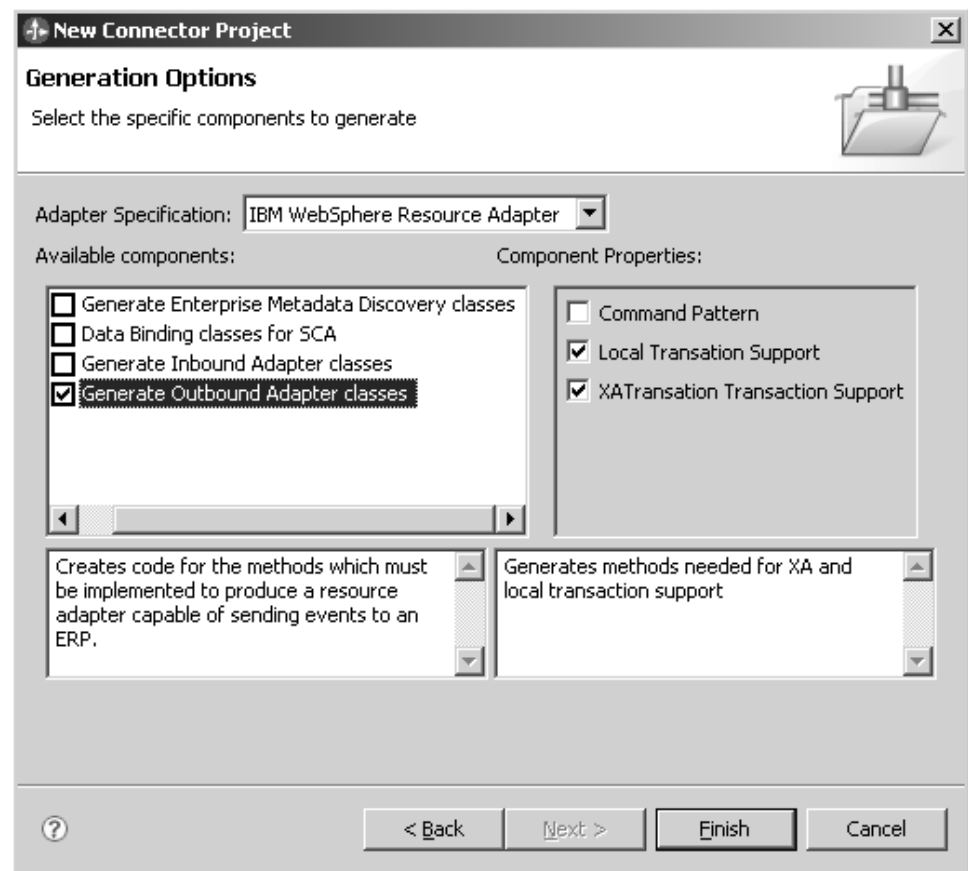 New Connector Project
Generation Options
Select the specific components to generate
Adapter Specification: IBM WebSphere Resource Adapter
Available components:
Component Properties:
Generate Enterprise Metadata Discovery classes
Data Binding classes for SCA
Generate Inbound Adapter classes
Generate Outbound Adapter classes
Command Pattern
Local Transation Support
XATransation Transaction Support
Creates code for the methods which must
be implemented to produce a resource
adapter capable of sending events to an
ERP.
Generates methods needed for XA and
local transaction support
?
< Back
Next >
Finish
Cancel